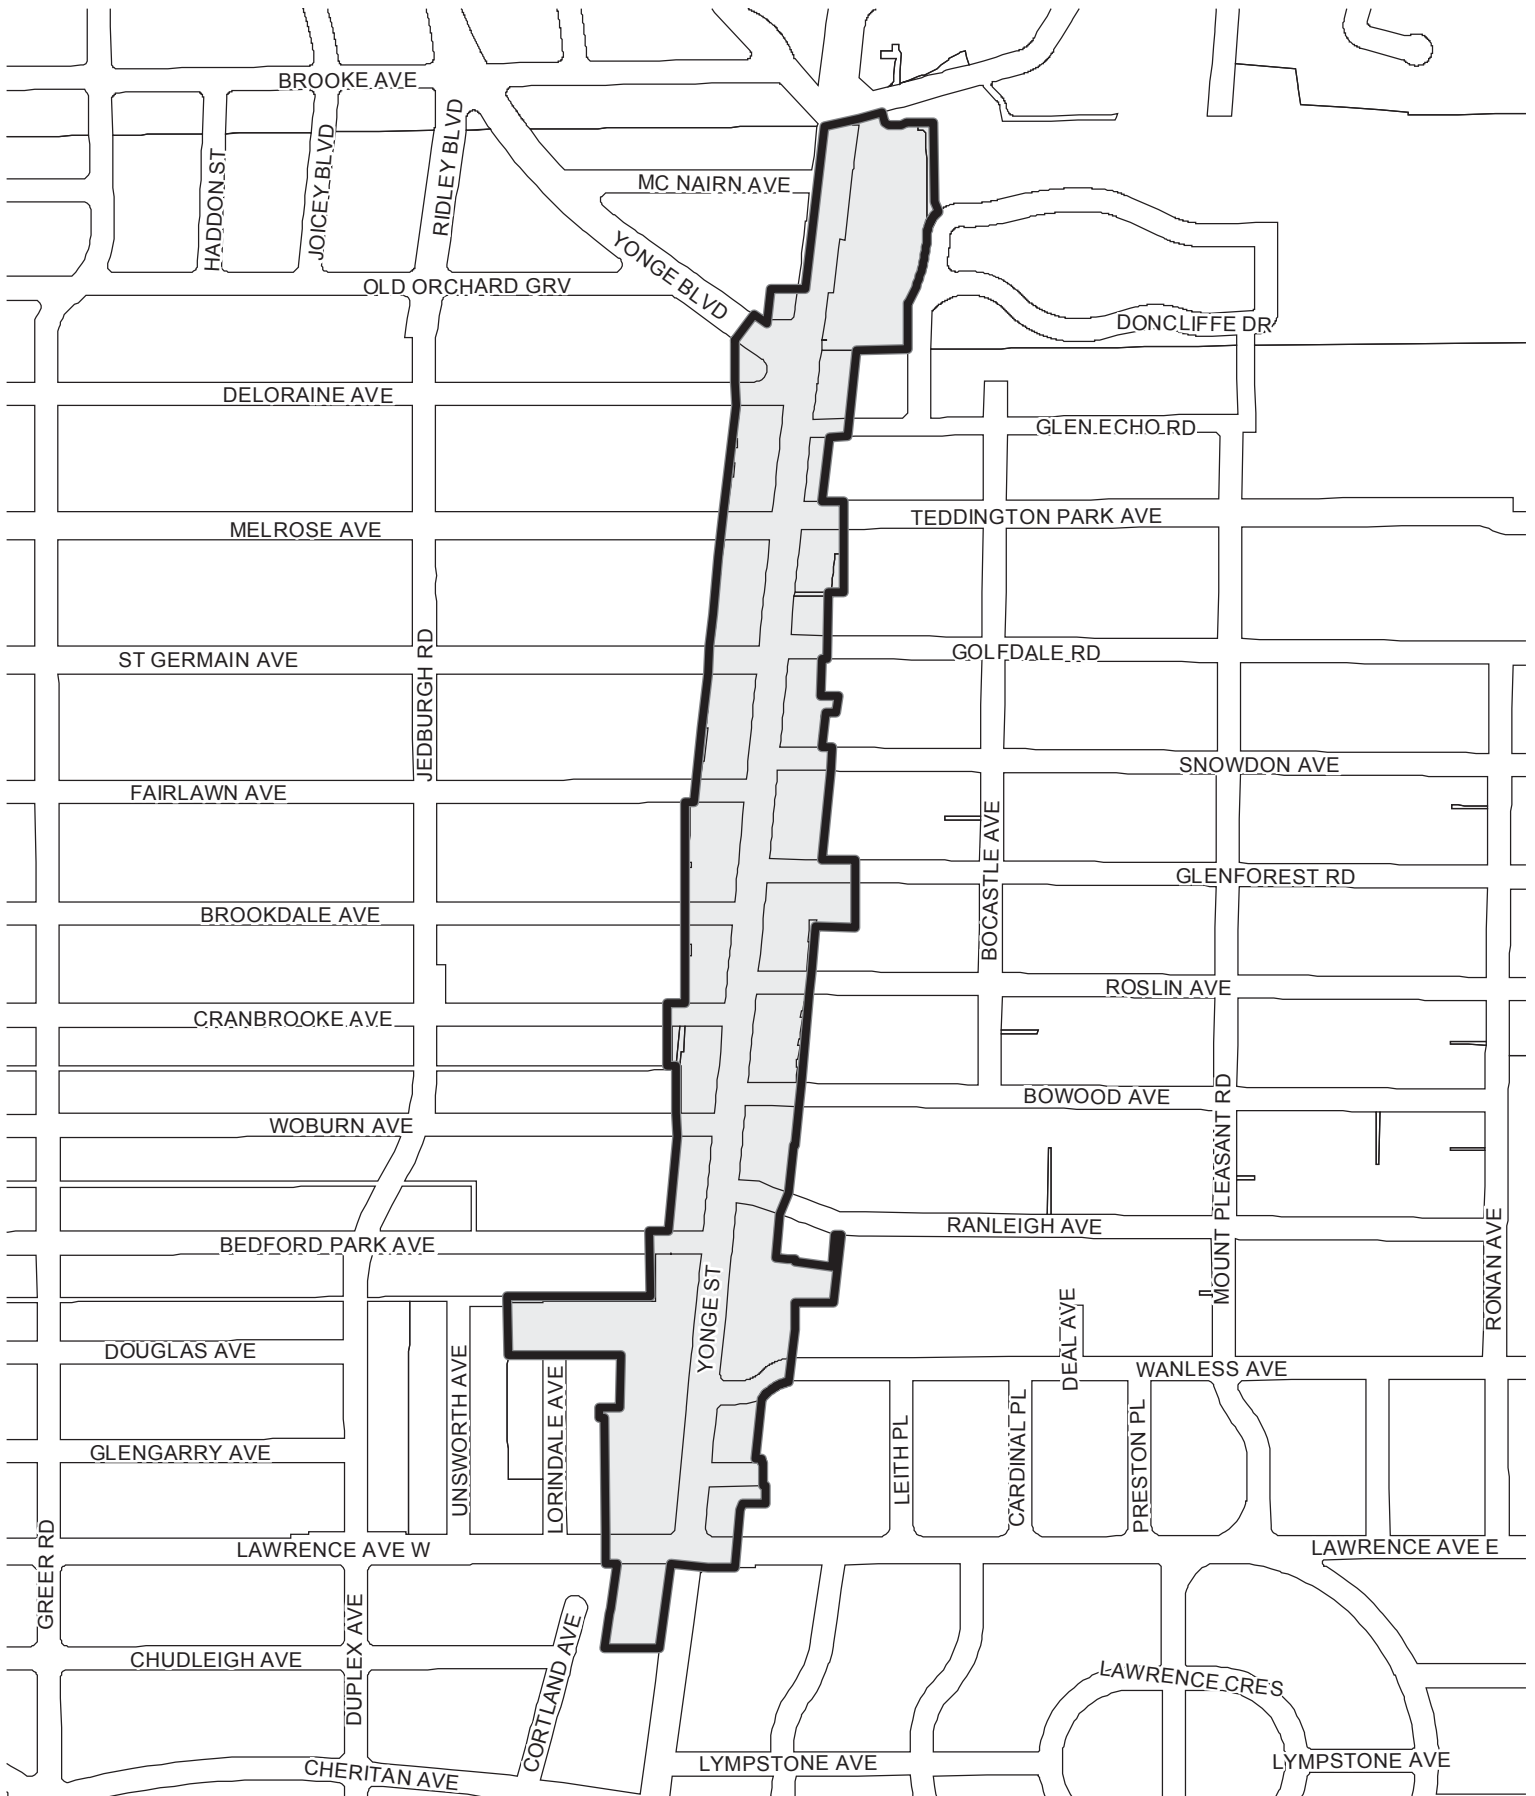 BROOKE AVE
HADDON ST
JOICEY BLVD
RIDLEY BLVD
MC NAIRN AVE
YONGE BLVD
OLD ORCHARD GRV
DONCLIFFE DR
DELORAINE AVE
GLEN ECHO RD
TEDDINGTON PARK AVE
MELROSE AVE
ST GERMAIN AVE
JEDBURGH RD
GOLFDALE RD
SNOWDON AVE
FAIRLAWN AVE
BOCASTLE AVE
GLENFOREST RD
BROOKDALE AVE
ROSLIN AVE
CRANBROOKE AVE
BOWOOD AVE
WOBURN AVE
MOUNT PLEASANT RD
RANLEIGH AVE
RONAN AVE
BEDFORD PARK AVE
YONGE ST
DEAL AVE
DOUGLAS AVE
WANLESS AVE
UNSWORTH AVE
LORINDALE AVE
LEITH PL
CARDINAL PL
PRESTON PL
GLENGARRY AVE
GREER RD
LAWRENCE AVE W
LAWRENCE AVE E
DUPLEX AVE
CORTLAND AVE
CHUDLEIGH AVE
LAWRENCE CRES
CHERITAN AVE
LYMPSTONE AVE
LYMPSTONE AVE